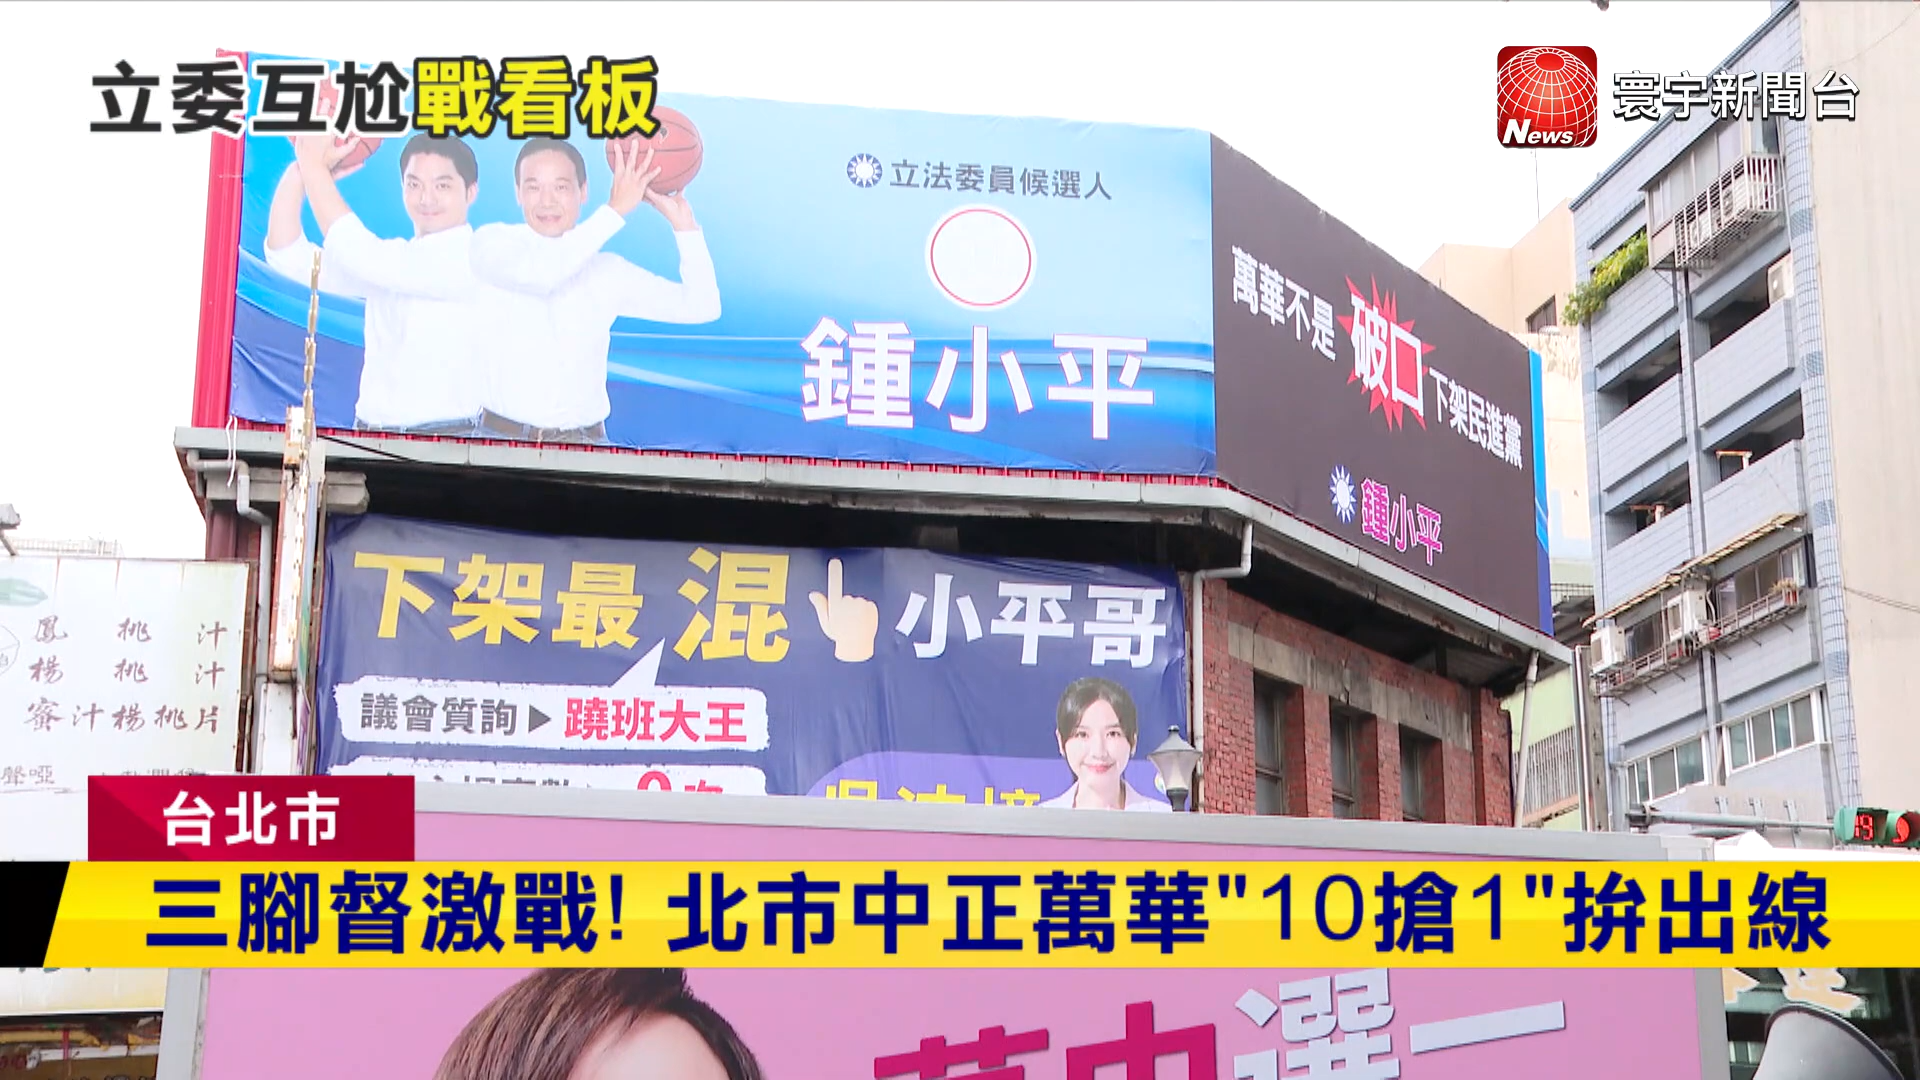 立委互尬戰看板
News
寰宇新聞台
立法委員候選人
鍾小平
萬華不是破口下架民進黨
鍾小平
下架最混小平哥
議會質詢▶蹺班大王
鳳桃汁
楊桃汁
蜜汁楊桃片
聲啞
19
台北市
三腳督激戰! 北市中正萬華"10搶1"拚出線
選一